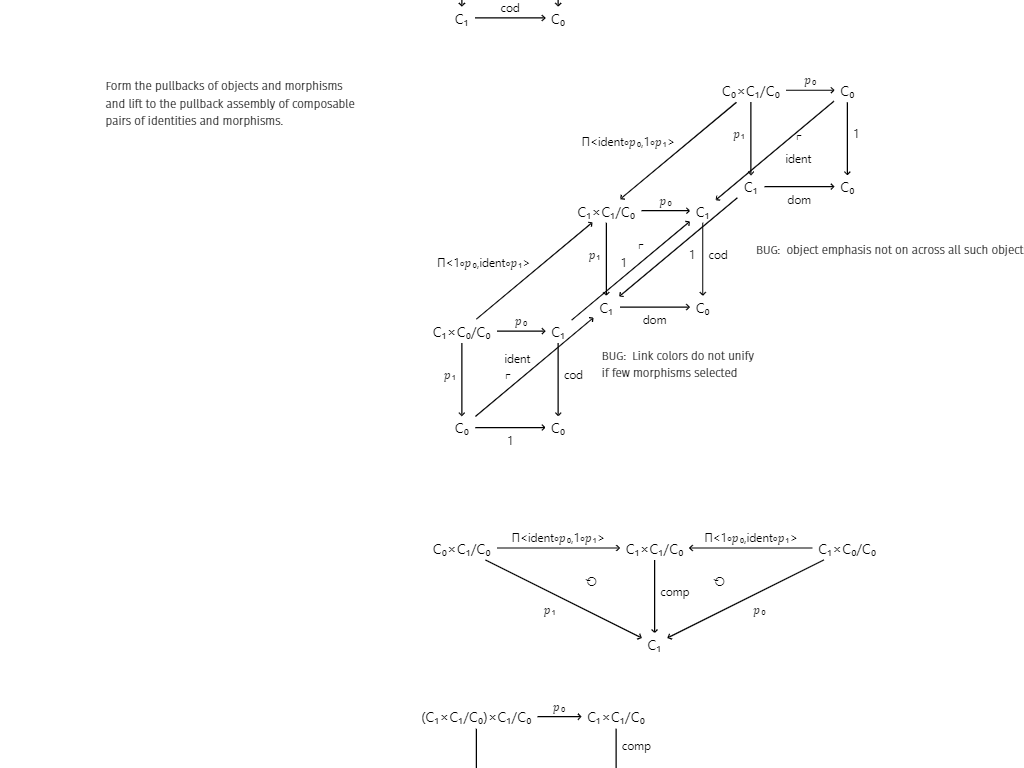 cod
C₁ C₀
Form the pullbacks of objects and morphisms
and lift to the pullback assembly of composable
pairs of identities and morphisms.
p₀
C₀×C₁/C₀ C₀
Π<ident∘p₀,1∘p₁>
p₁
1
ident
C₁ C₀
dom
p₀
C₁×C₁/C₀ C₁
Π<1∘p₀,ident∘p₁>
p₁
1
1
cod
BUG: object emphasis not on across all such object
C₁ C₀
dom
p₀
C₁×C₀/C₀ C₁
ident
p₁
cod
BUG: Link colors do not unify
if few morphisms selected
C₀ C₀
1
Π<ident∘p₀,1∘p₁> Π<1∘p₀,ident∘p₁>
C₀×C₁/C₀ C₁×C₁/C₀ C₁×C₀/C₀
comp
p₁ p₀
C₁
p₀
(C₁×C₁/C₀)×C₁/C₀ C₁×C₁/C₀
comp